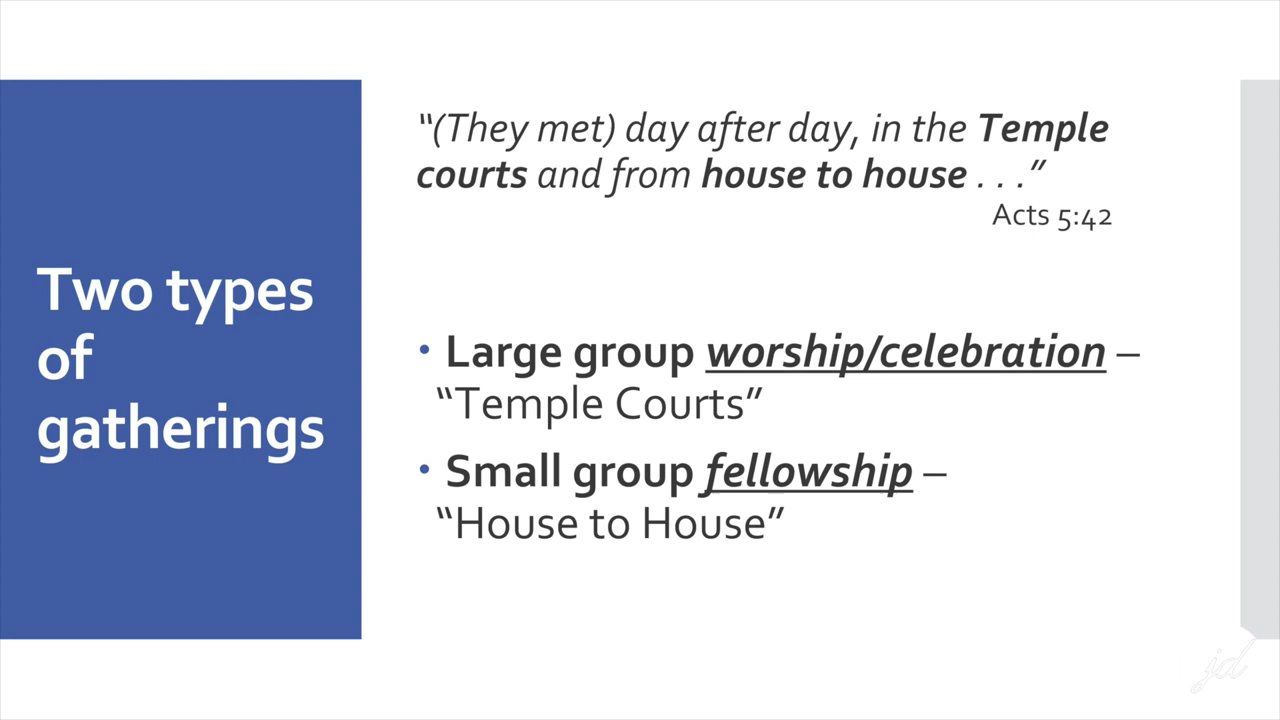 Two types
of
gatherings
“(They met) day after day, in the Temple
courts and from house to house . . .”
Acts 5:42
• Large group worship/celebration –
“Temple Courts”
• Small group fellowship –
“House to House”
jd